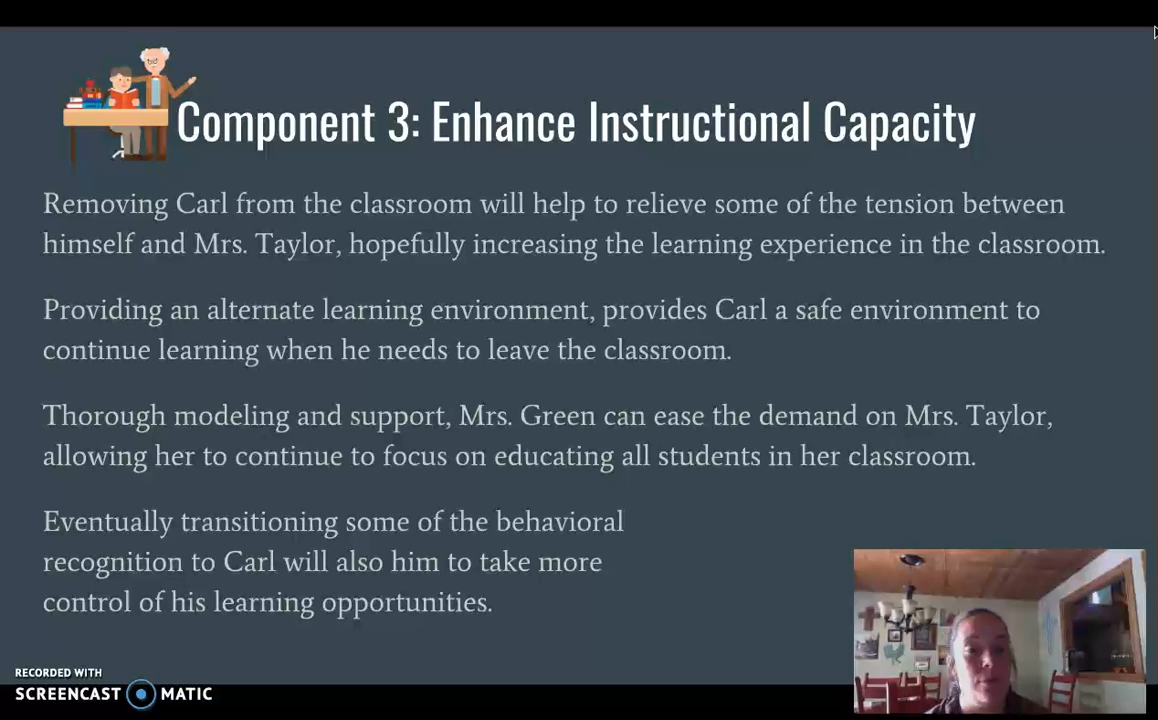 Component 3: Enhance Instructional Capacity
Removing Carl from the classroom will help to relieve some of the tension between
himself and Mrs. Taylor, hopefully increasing the learning experience in the classroom.
Providing an alternate learning environment, provides Carl a safe environment to
continue learning when he needs to leave the classroom.
Thorough modeling and support, Mrs. Green can ease the demand on Mrs. Taylor,
allowing her to continue to focus on educating all students in her classroom.
Eventually transitioning some of the behavioral
recognition to Carl will also him to take more
control of his learning opportunities.
RECORDED WITH
SCREENCAST MATIC